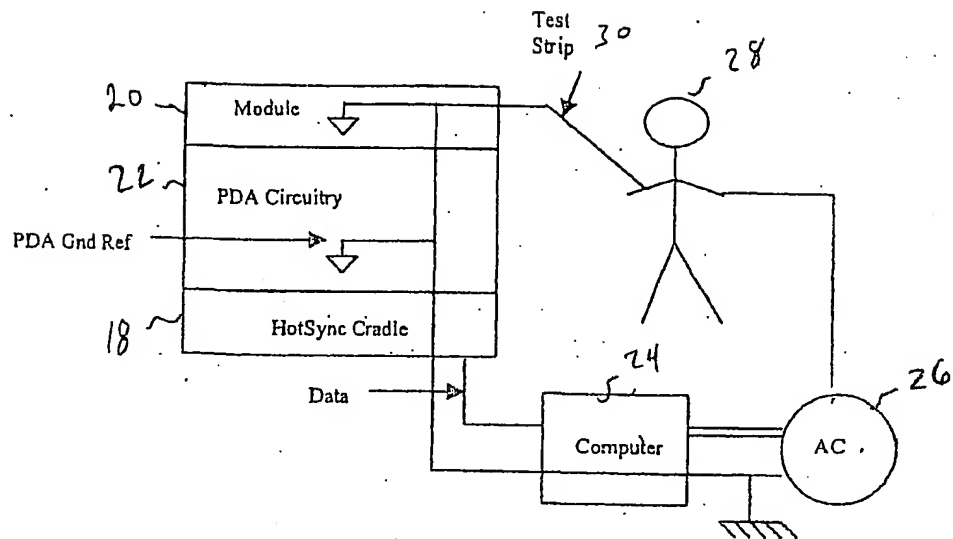 Test
Strip 30
28
20
Module
22
PDA Circuitry
PDA Gnd Ref
18
HotSync Cradle
24
26
Data
Computer
AC